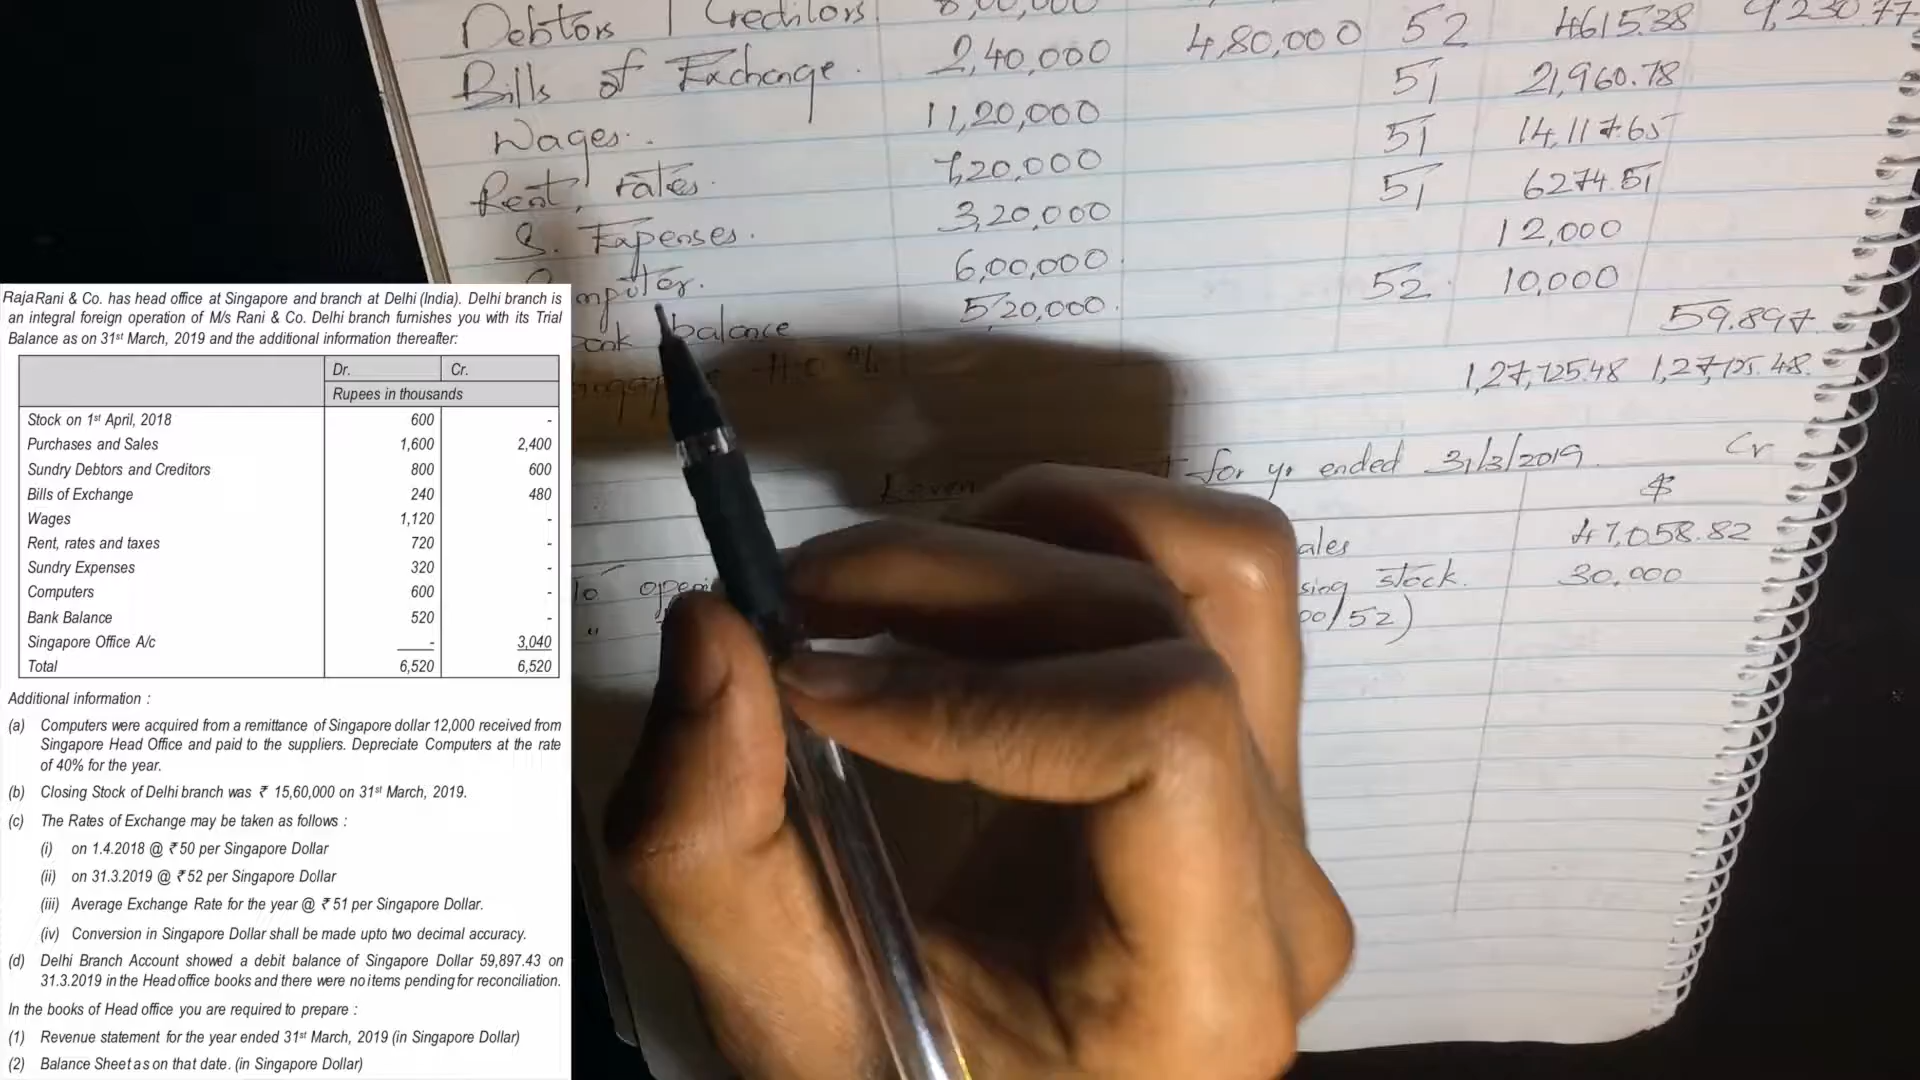 Debtors / Creditors 8,00,000
Bills of Exchange. 2,40,000 4,80,000 52 4615.38 9,230.77
Wages. 11,20,000 51 21,960.78
Rent, rates. 7,20,000 51 14,117.65
S. Expenses. 3,20,000 51 6274.51
mputer. 6,00,000. 12,000
balance 5,20,000. 52. 10,000
H.O A/c 59.897.
1,27,725.48 1,27,725.48.
for yr ended 31/3/2019. Cr
$
ales 47,058.82
To openi sing stock. 30,000
" 00/52)
Raja Rani & Co. has head office at Singapore and branch at Delhi (India). Delhi branch is
an integral foreign operation of M/s Rani & Co. Delhi branch furnishes you with its Trial
Balance as on 31st March, 2019 and the additional information thereafter:
Dr. Cr.
Rupees in thousands
Stock on 1st April, 2018 600 -
Purchases and Sales 1,600 2,400
Sundry Debtors and Creditors 800 600
Bills of Exchange 240 480
Wages 1,120 -
Rent, rates and taxes 720 -
Sundry Expenses 320 -
Computers 600 -
Bank Balance 520 -
Singapore Office A/c - 3,040
Total 6,520 6,520
Additional information :
(a) Computers were acquired from a remittance of Singapore dollar 12,000 received from
Singapore Head Office and paid to the suppliers. Depreciate Computers at the rate
of 40% for the year.
(b) Closing Stock of Delhi branch was ₹ 15,60,000 on 31st March, 2019.
(c) The Rates of Exchange may be taken as follows :
(i) on 1.4.2018 @ ₹ 50 per Singapore Dollar
(ii) on 31.3.2019 @ ₹ 52 per Singapore Dollar
(iii) Average Exchange Rate for the year @ ₹ 51 per Singapore Dollar.
(iv) Conversion in Singapore Dollar shall be made upto two decimal accuracy.
(d) Delhi Branch Account showed a debit balance of Singapore Dollar 59,897.43 on
31.3.2019 in the Head office books and there were no items pending for reconciliation.
In the books of Head office you are required to prepare :
(1) Revenue statement for the year ended 31st March, 2019 (in Singapore Dollar)
(2) Balance Sheet as on that date. (in Singapore Dollar)